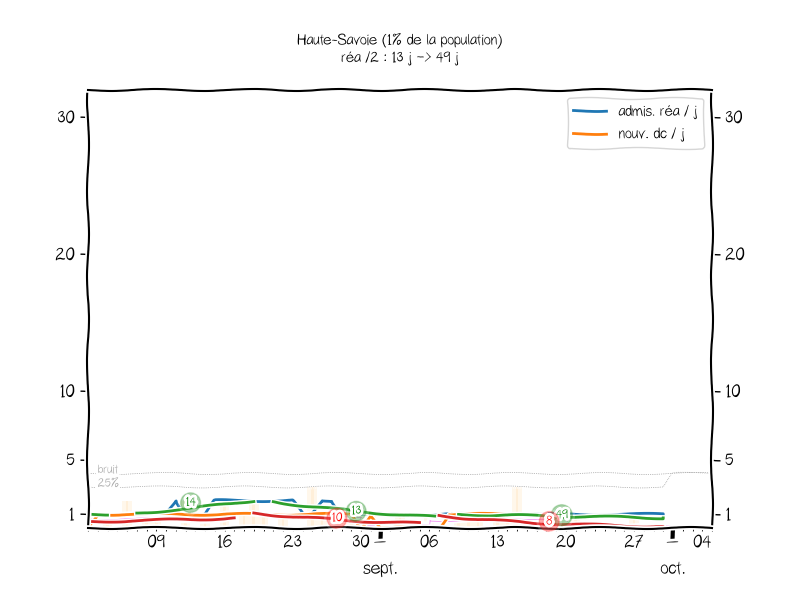 Haute-Savoie (1% de la population)
réa /2 : 13 j -> 49 j
admis. réa / j
nouv. dc / j
30
30
20
20
10
10
5
5
bruit
25%
14
13
10
8
49
1
1
09 16 23 30 06 13 20 27 04
sept. oct.